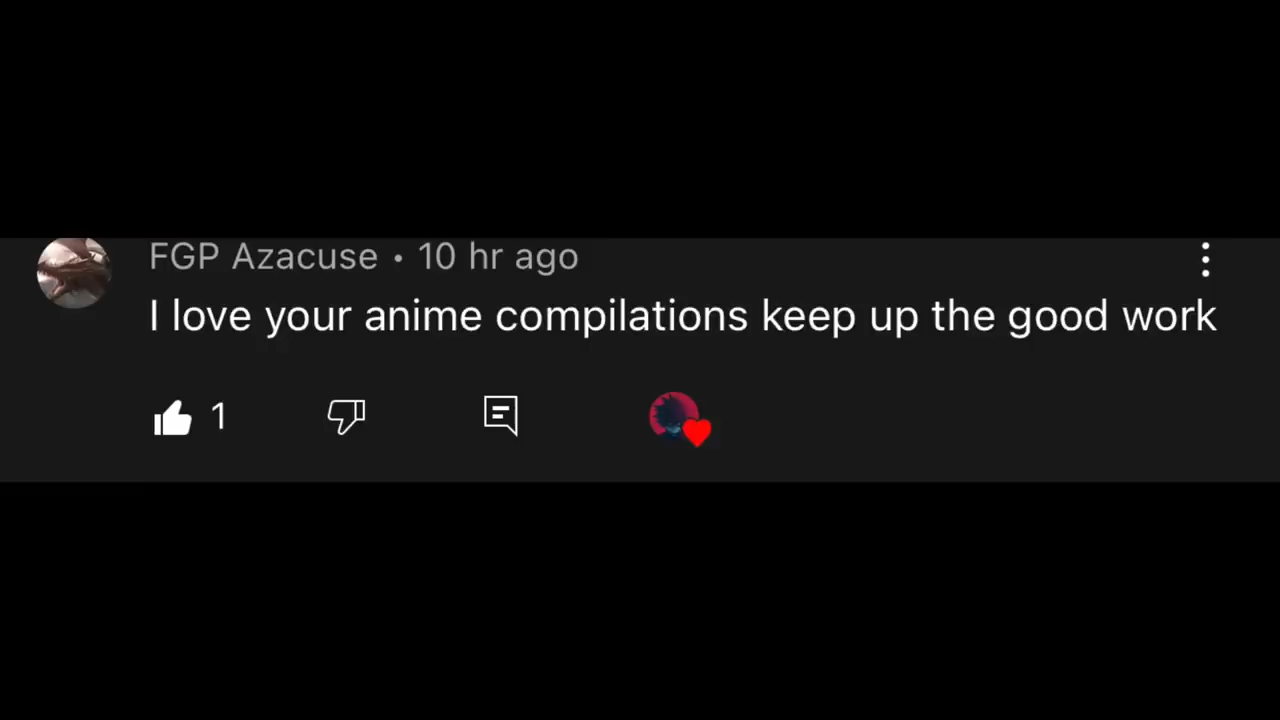 FGP Azacuse • 10 hr ago
I love your anime compilations keep up the good work
1